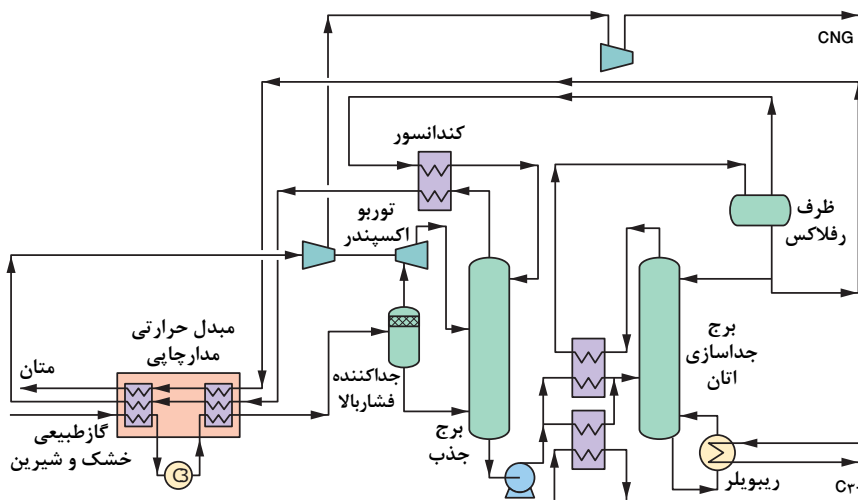 CNG
کندانسور
توربو
اکسپندر
ظرف
رفلاکس
مبدل حرارتی
مدارچاپی
متان
گازطبیعی
خشک و شیرین
جداکننده
فشاربالا
برج
جذب
برج
جداسازی
اتان
ریبویلر
C۳+